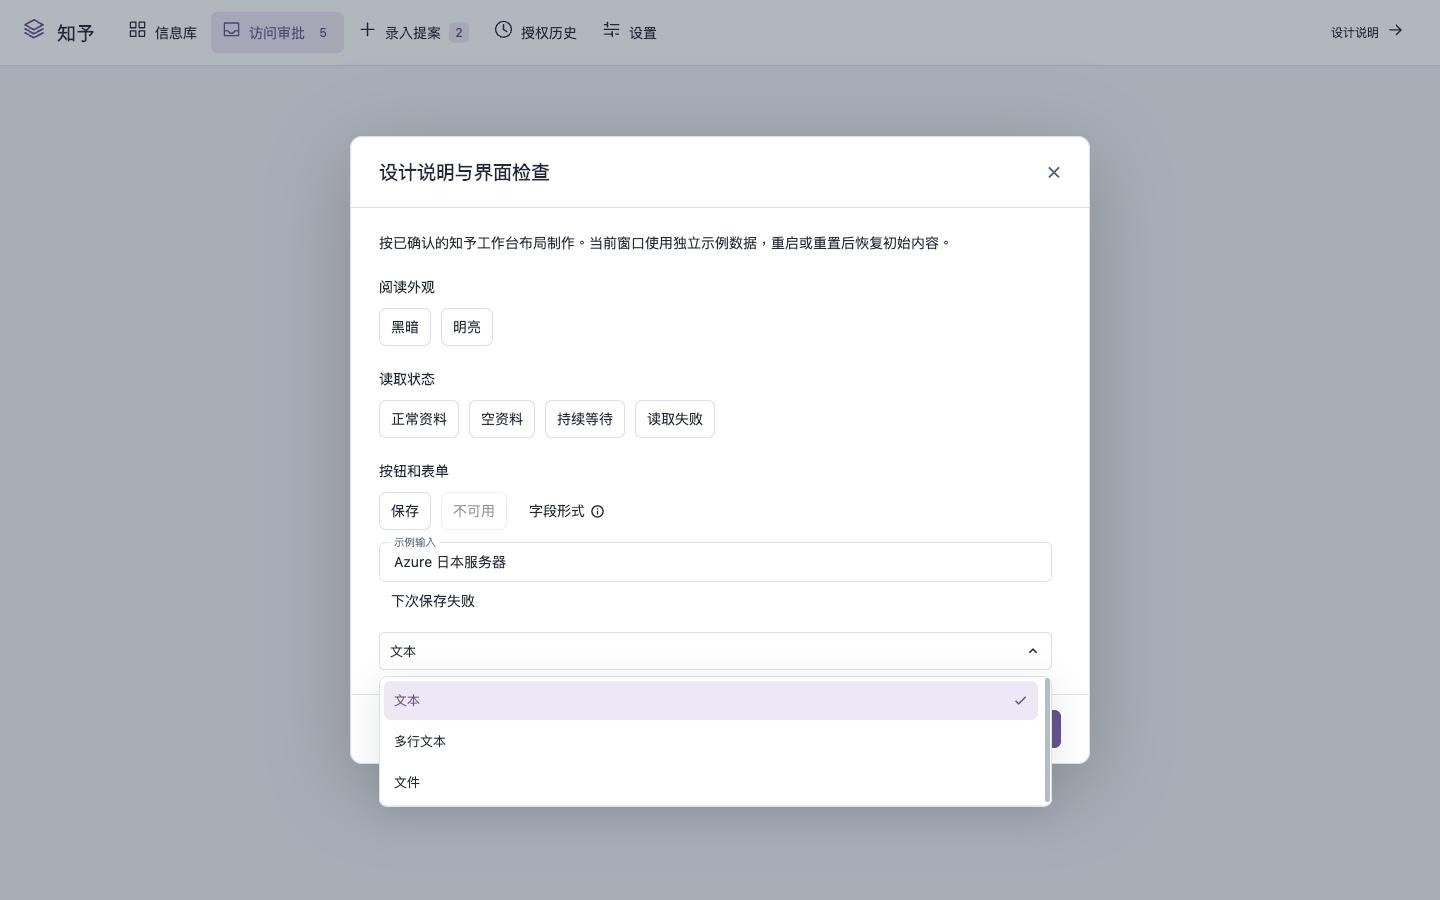 知予 信息库 访问审批 5 录入提案 2 授权历史 设置 设计说明
设计说明与界面检查
按已确认的知予工作台布局制作。当前窗口使用独立示例数据，重启或重置后恢复初始内容。
阅读外观
黑暗 明亮
读取状态
正常资料 空资料 持续等待 读取失败
按钮和表单
保存 不可用 字段形式
示例输入
Azure 日本服务器
下次保存失败
文本
文本
多行文本
文件